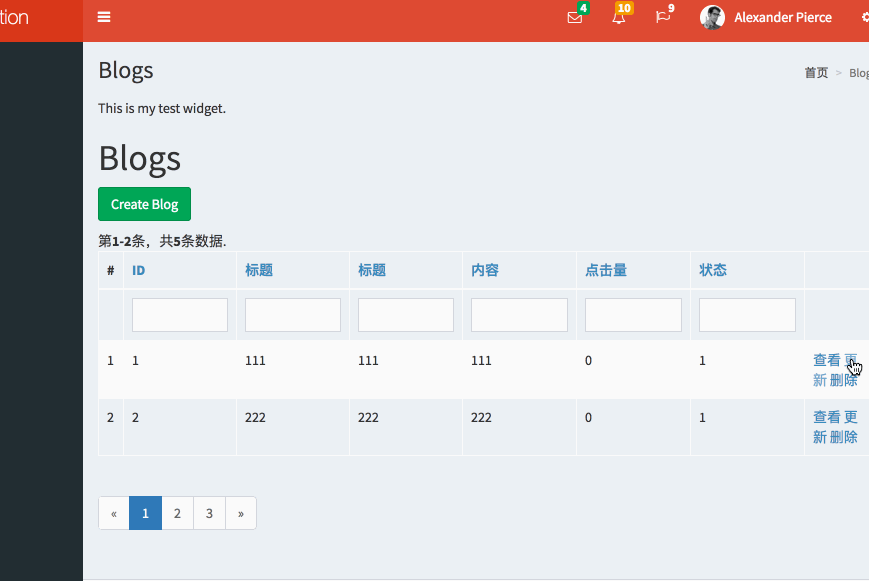 tion
4 10 9 Alexander Pierce
Blogs
首页 > Blog
This is my test widget.
Blogs
Create Blog
第1-2条，共5条数据.
# ID 标题 标题 内容 点击量 状态
1 1 111 111 111 0 1 查看 更
新 删除
2 2 222 222 222 0 1 查看 更
新 删除
« 1 2 3 »